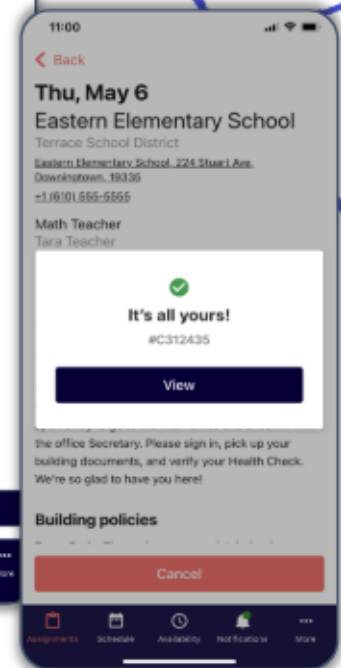 11:00
Back
Thu, May 6
Eastern Elementary School
Terrace School District
Eastern Elementary School, 224 Stuart Ave,
Downingtown, 19335
+1 (610) 555-5555
Math Teacher
Tara Teacher
It's all yours!
#C312435
View
the office Secretary. Please sign in, pick up your
building documents, and verify your Health Check.
We're so glad to have you here!
Building policies
Cancel
Assignments Schedule Availability Notifications More
More